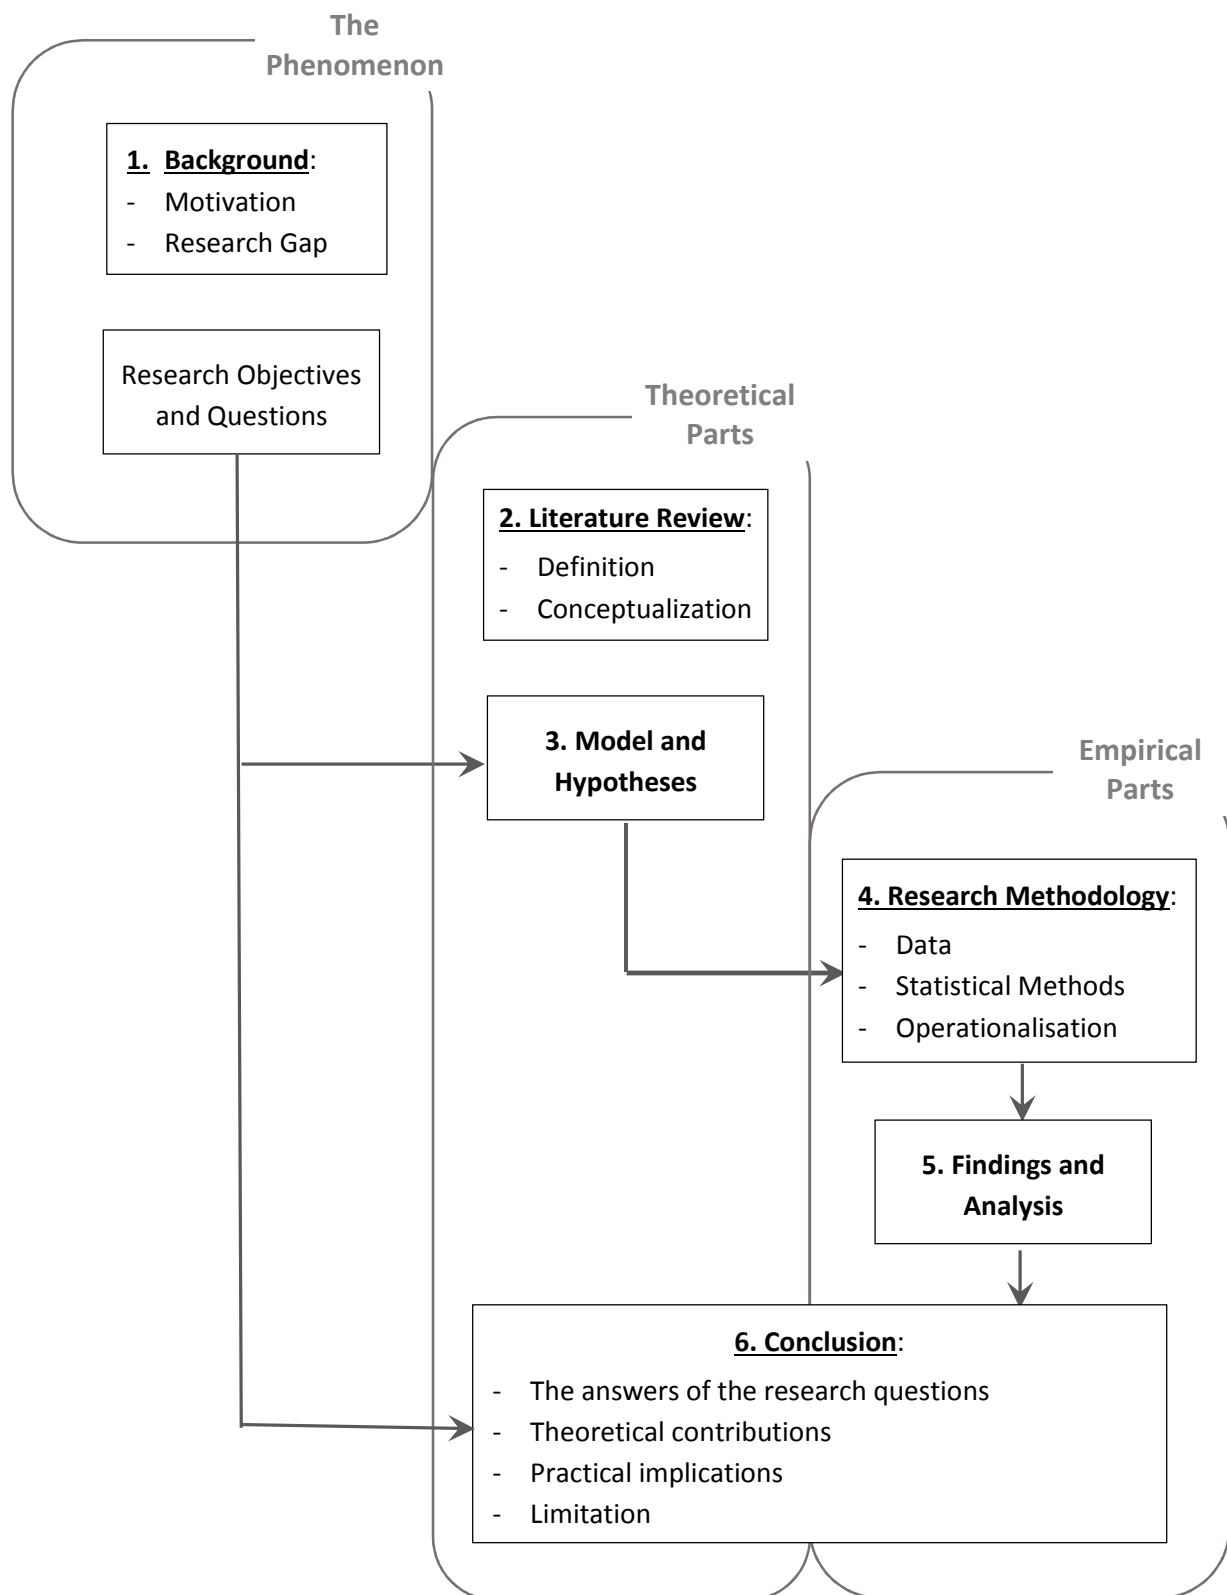 The
Phenomenon
1. Background:
- Motivation
- Research Gap
Research Objectives
and Questions
Theoretical
Parts
2. Literature Review:
- Definition
- Conceptualization
3. Model and
Hypotheses
Empirical
Parts
4. Research Methodology:
- Data
- Statistical Methods
- Operationalisation
5. Findings and
Analysis
6. Conclusion:
- The answers of the research questions
- Theoretical contributions
- Practical implications
- Limitation